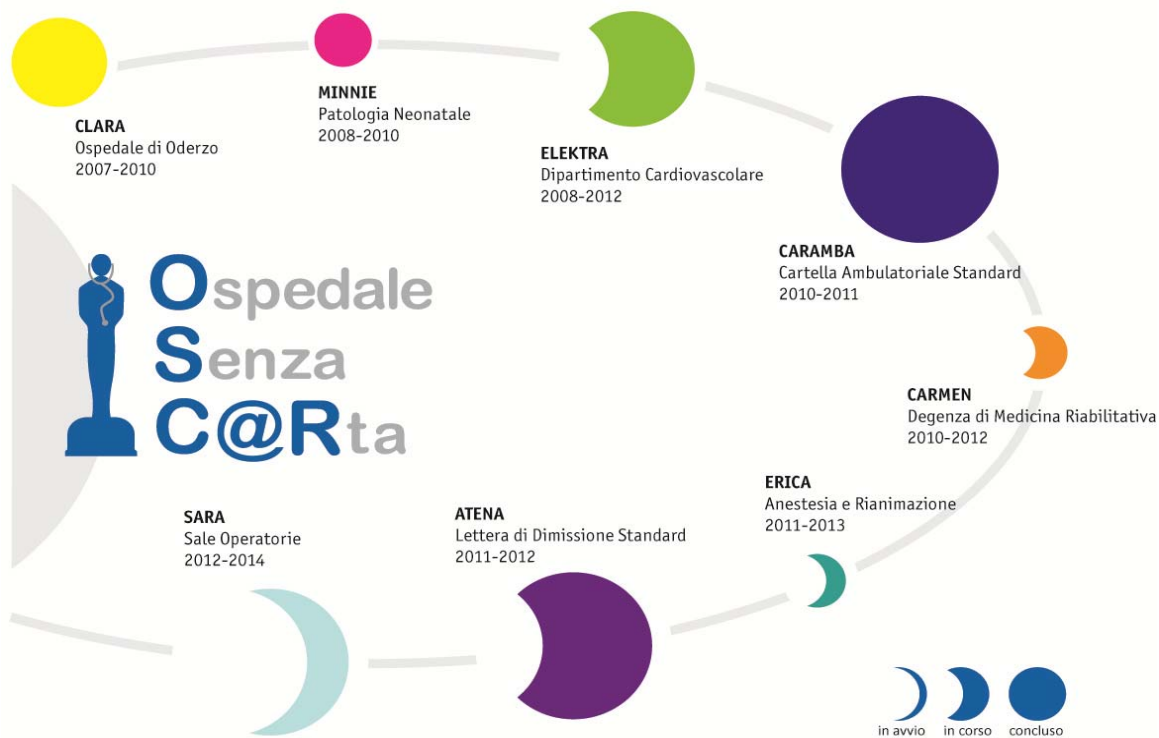 CLARA
Ospedale di Oderzo
2007-2010
MINNIE
Patologia Neonatale
2008-2010
ELEKTRA
Dipartimento Cardiovascolare
2008-2012
CARAMBA
Cartella Ambulatoriale Standard
2010-2011
Ospedale
Senza
C@Rta
CARMEN
Degenza di Medicina Riabilitativa
2010-2012
ERICA
Anestesia e Rianimazione
2011-2013
ATENA
Lettera di Dimissione Standard
2011-2012
SARA
Sale Operatorie
2012-2014
in avvio
in corso
concluso